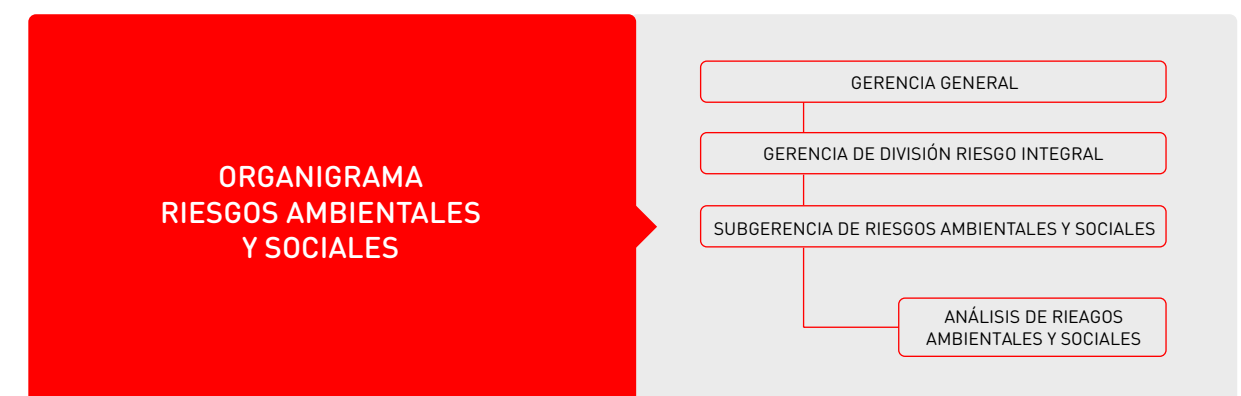 ORGANIGRAMA
RIESGOS AMBIENTALES
Y SOCIALES
GERENCIA GENERAL
GERENCIA DE DIVISIÓN RIESGO INTEGRAL
SUBGERENCIA DE RIESGOS AMBIENTALES Y SOCIALES
ANÁLISIS DE RIEAGOS
AMBIENTALES Y SOCIALES